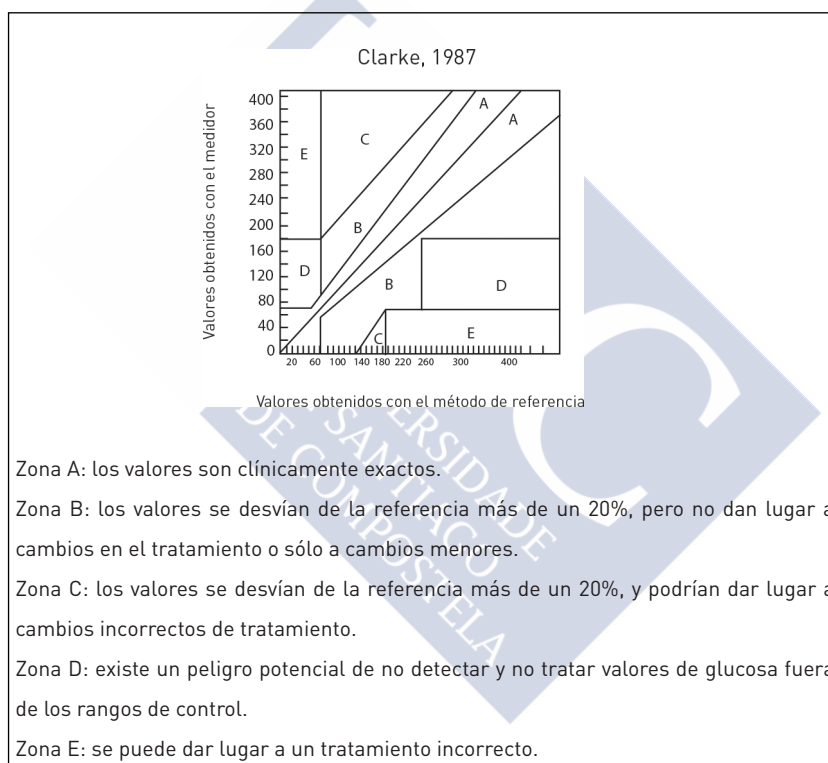 Clarke, 1987
Valores obtenidos con el medidor
400
360
320
280
240
200
160
120
80
40
0
E
C
A
A
B
D
B
D
C
E
20 60 100 140 180 220 260 300 400
Valores obtenidos con el método de referencia
Zona A: los valores son clínicamente exactos.
Zona B: los valores se desvían de la referencia más de un 20%, pero no dan lugar a
cambios en el tratamiento o sólo a cambios menores.
Zona C: los valores se desvían de la referencia más de un 20%, y podrían dar lugar a
cambios incorrectos de tratamiento.
Zona D: existe un peligro potencial de no detectar y no tratar valores de glucosa fuera
de los rangos de control.
Zona E: se puede dar lugar a un tratamiento incorrecto.
DE COMPOSTELA
SANTIAGO
ERSIDADE